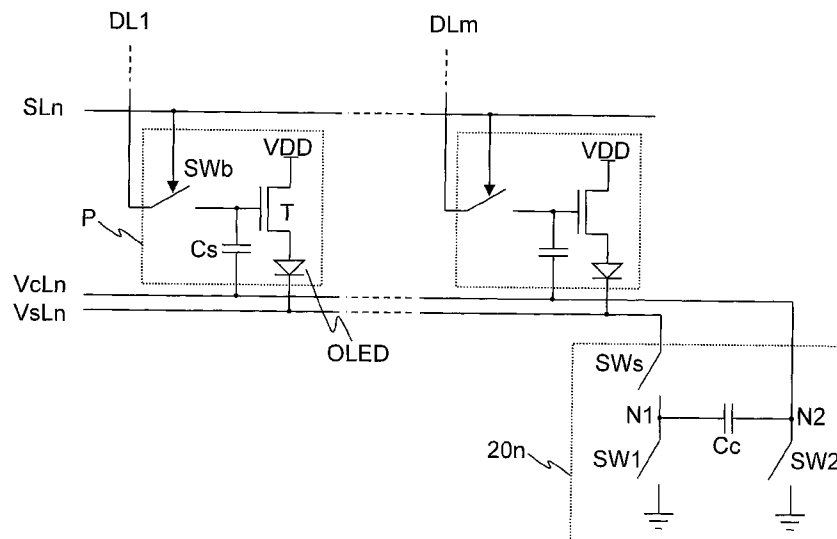 DL1 DLm
SLn
VDD VDD
SWb
T
P
Cs
VcLn
VsLn
OLED
SWs
N1 N2
Cc
20n
SW1 SW2